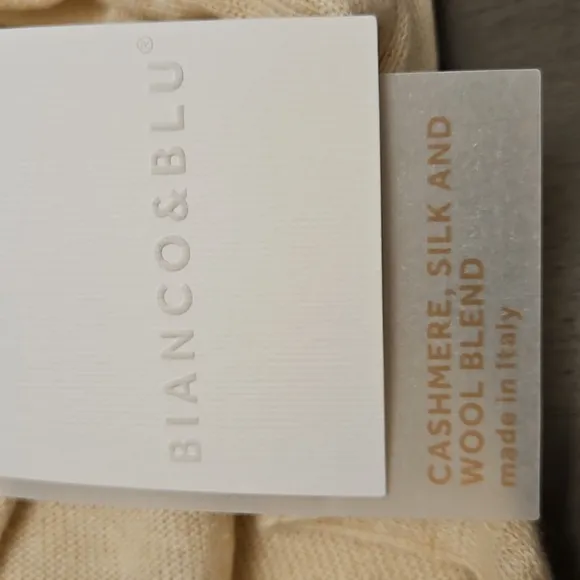 BIANCO&BLU®
CASHMERE, SILK AND
WOOL BLEND
made in Italy